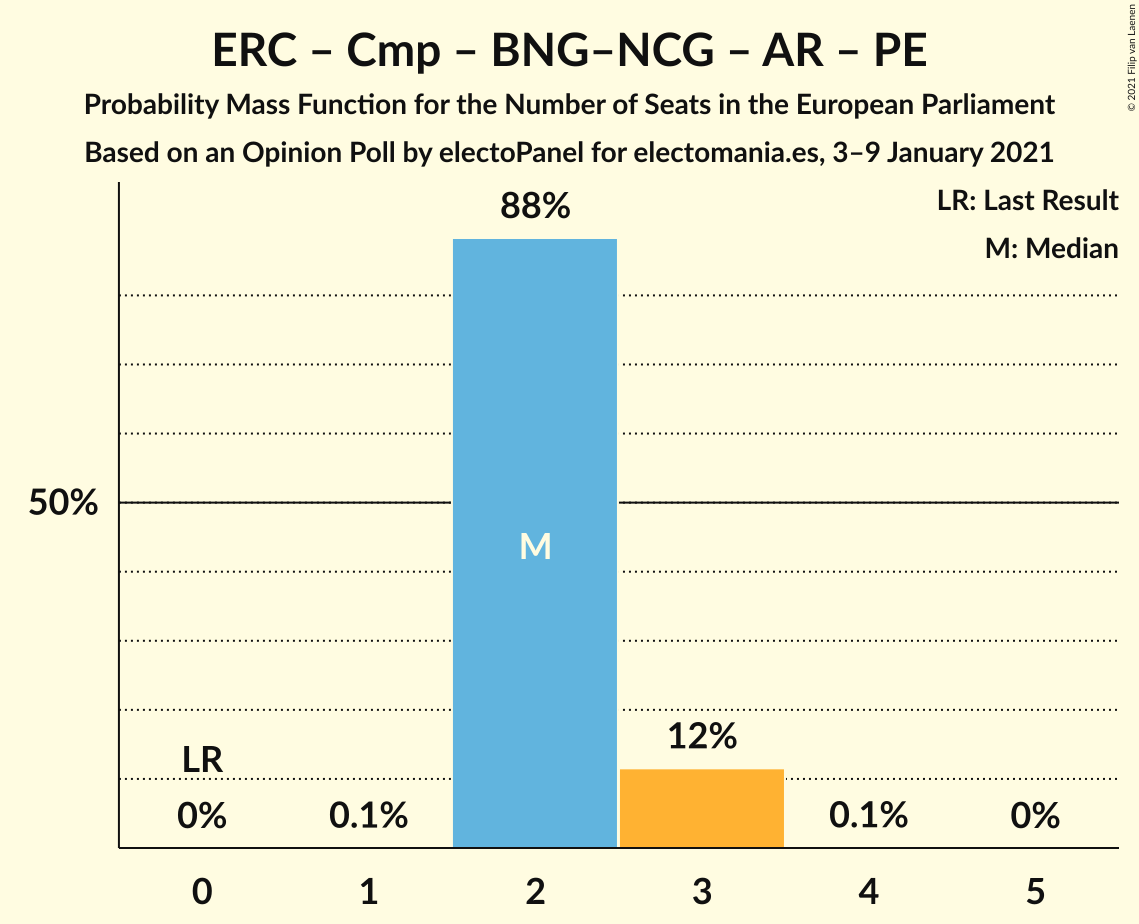 ERC – Cmp – BNG–NCG – AR – PE
Probability Mass Function for the Number of Seats in the European Parliament
Based on an Opinion Poll by electoPanel for electomania.es, 3–9 January 2021
© 2021 Filip van Laenen
LR: Last Result
M: Median
88%
50%
M
12%
LR
0% 0.1% 0.1% 0%
0 1 2 3 4 5